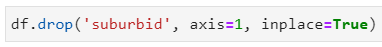 df.drop('suburbid', axis=1, inplace=True)